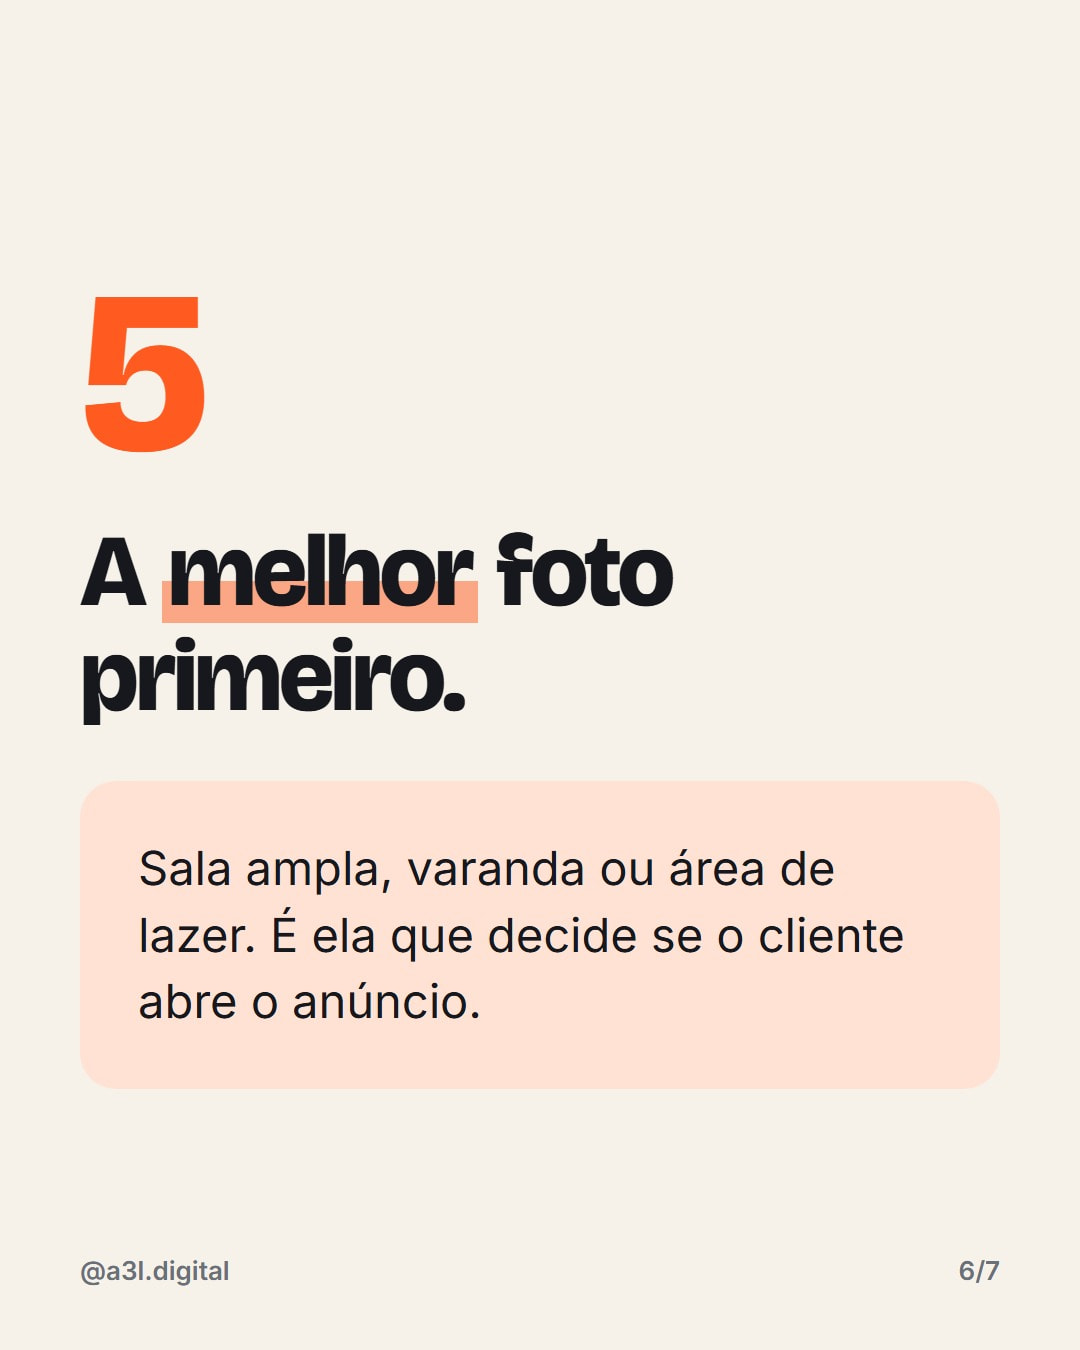 5
A melhor foto
primeiro.
Sala ampla, varanda ou área de
lazer. É ela que decide se o cliente
abre o anúncio.
@a3l.digital
6/7